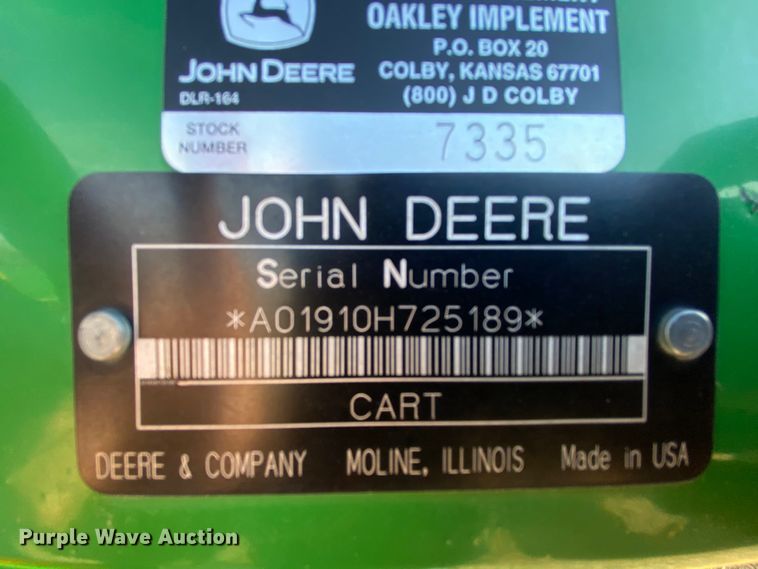 OAKLEY IMPLEMENT
P.O. BOX 20
JOHN DEERE
COLBY, KANSAS 67701
DLR-164
(800) J D COLBY
STOCK
NUMBER
7335
JOHN DEERE
Serial Number
*A01910H725189*
CART
DEERE & COMPANY MOLINE, ILLINOIS Made in USA
Purple Wave Auction